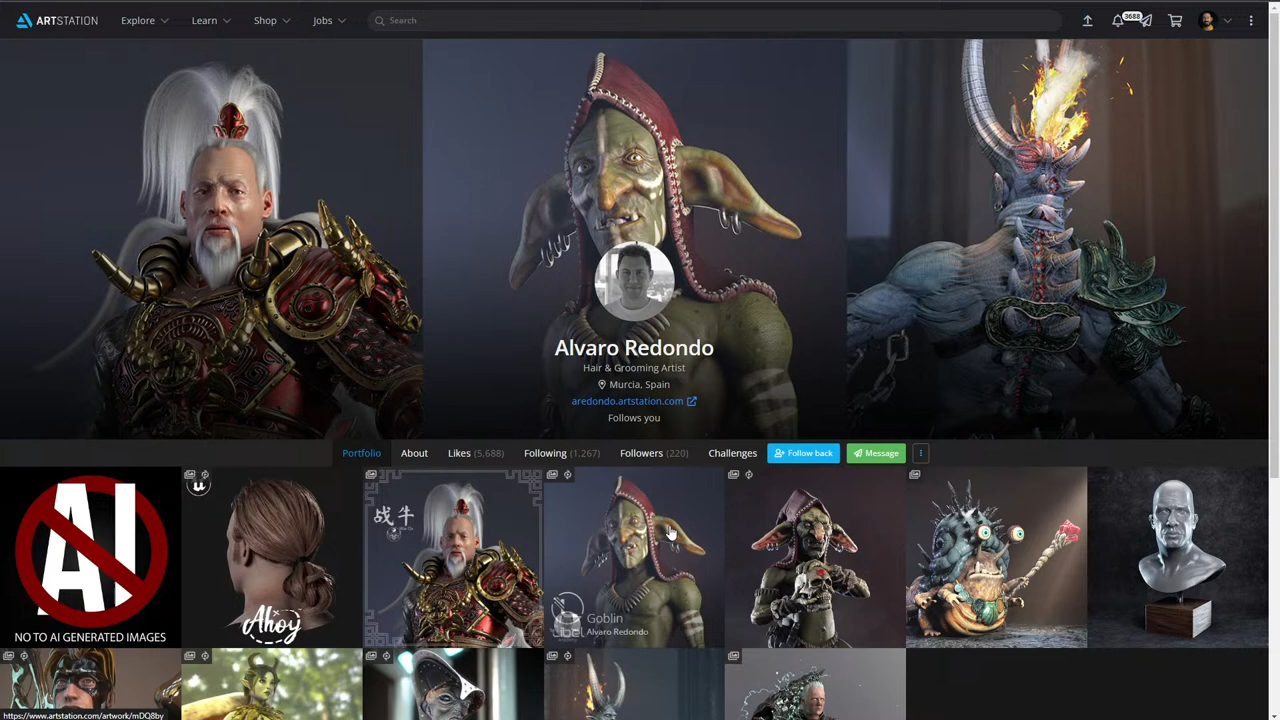 ARTSTATION
Explore
Learn
Shop
Jobs
Search
3688
Alvaro Redondo
Hair & Grooming Artist
Murcia, Spain
aredondo.artstation.com
Follows you
Portfolio
About
Likes (5,688)
Following (1,267)
Followers (220)
Challenges
Follow back
Message
AI
NO TO AI GENERATED IMAGES
Ahoy
战牛
Goblin
Alvaro Redondo
https://www.artstation.com/artwork/mDQ8by